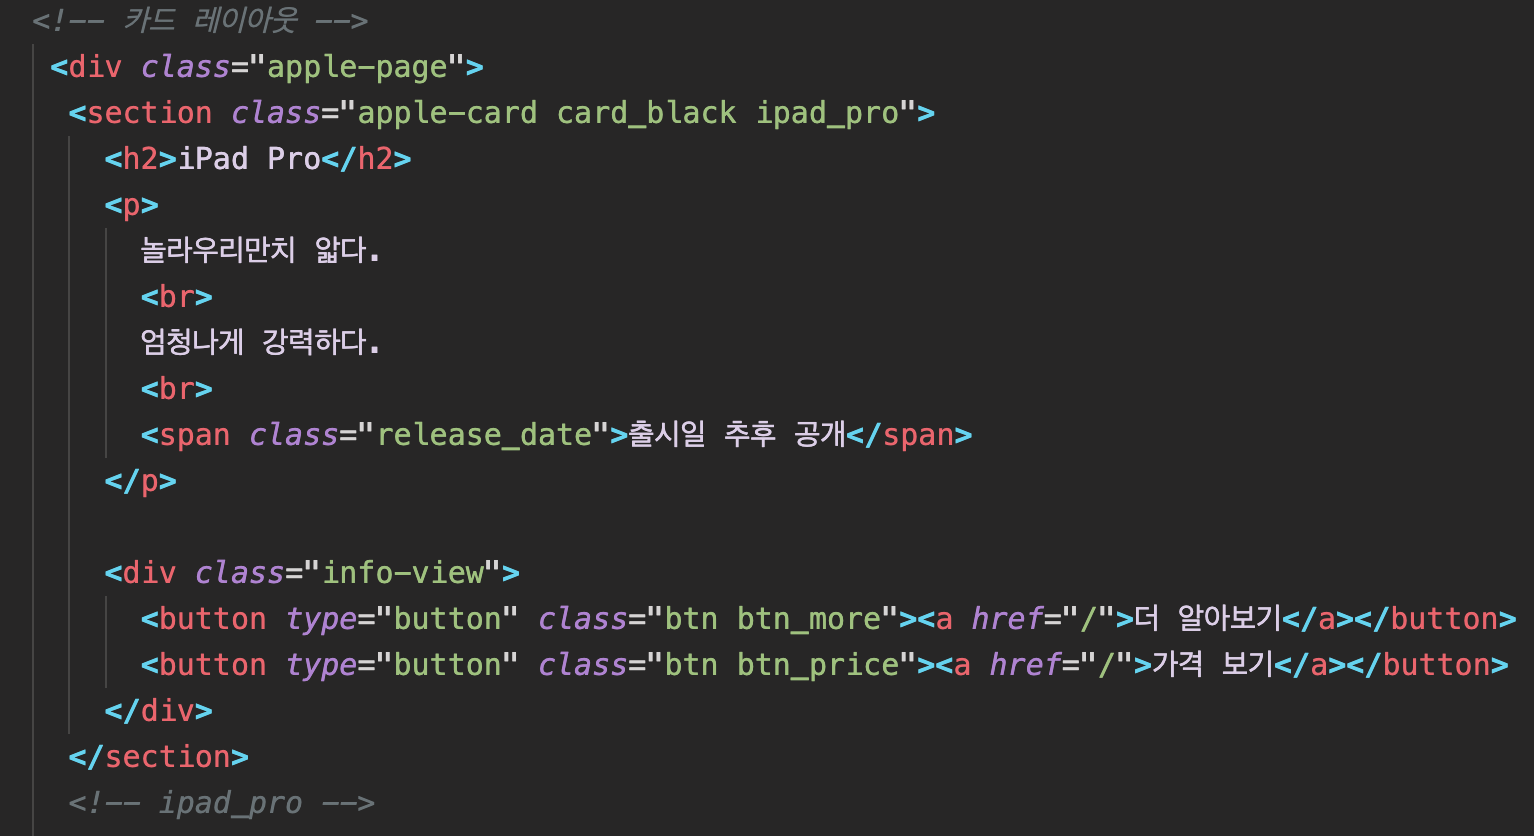 <!-- 카드 레이아웃 -->
<div class="apple-page">
<section class="apple-card card_black ipad_pro">
<h2>iPad Pro</h2>
<p>
놀라우리만치 얇다.
<br>
엄청나게 강력하다.
<br>
<span class="release_date">출시일 추후 공개</span>
</p>
<div class="info-view">
<button type="button" class="btn btn_more"><a href="/">더 알아보기</a></button>
<button type="button" class="btn btn_price"><a href="/">가격 보기</a></button>
</div>
</section>
<!-- ipad_pro -->